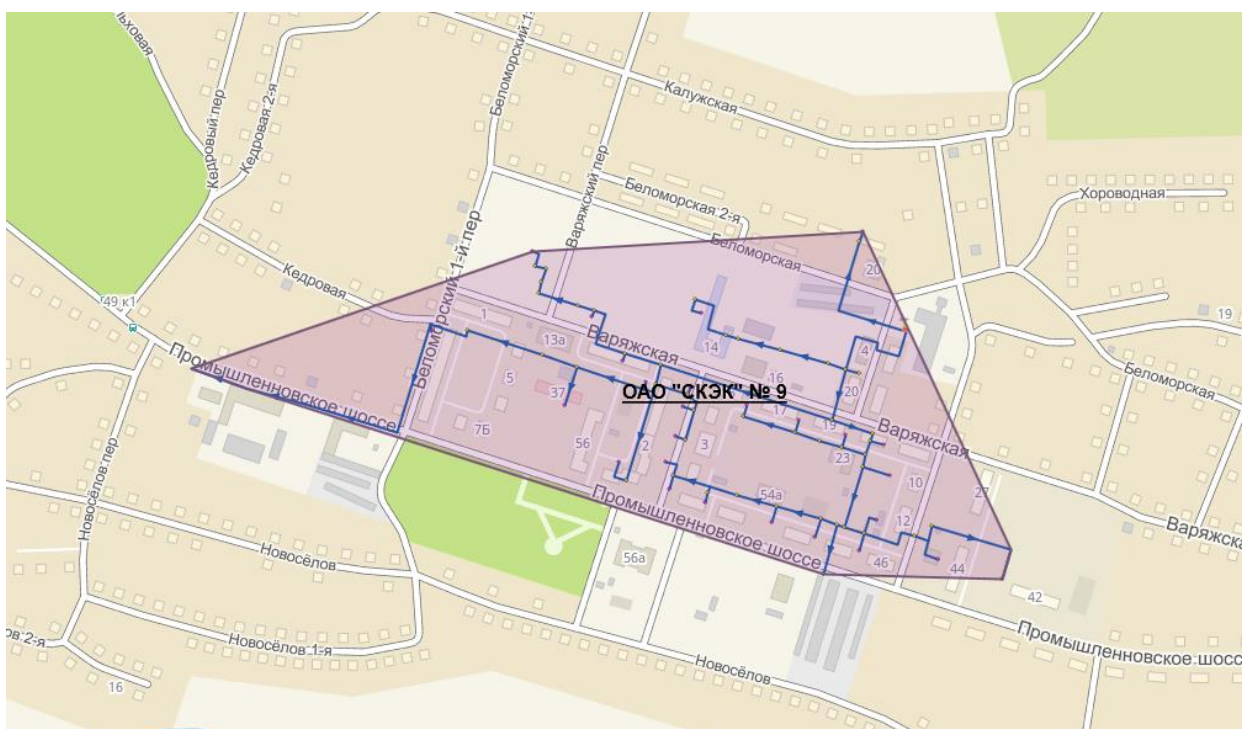 Кедровый пер
Кедровая 2-я
Калужская
Варяжский пер
Беломорская 2-я
Хороводная
Беломорская
20
Кедровая
Беломорский 1-й пер
49 к1
19
1
13а
Варяжская
14
4
5
16
20
Беломорская
37
ОАО "СКЭК" № 9
Промышленновское шоссе
17
19
Варяжская
7Б
56
2
3
23
10
27
54а
Новосёлов пер
Промышленновское шоссе
12
Новосёлов
56а
46
44
42
Новосёлов 1-я
Промышленновское шосс
Новосёлов
16